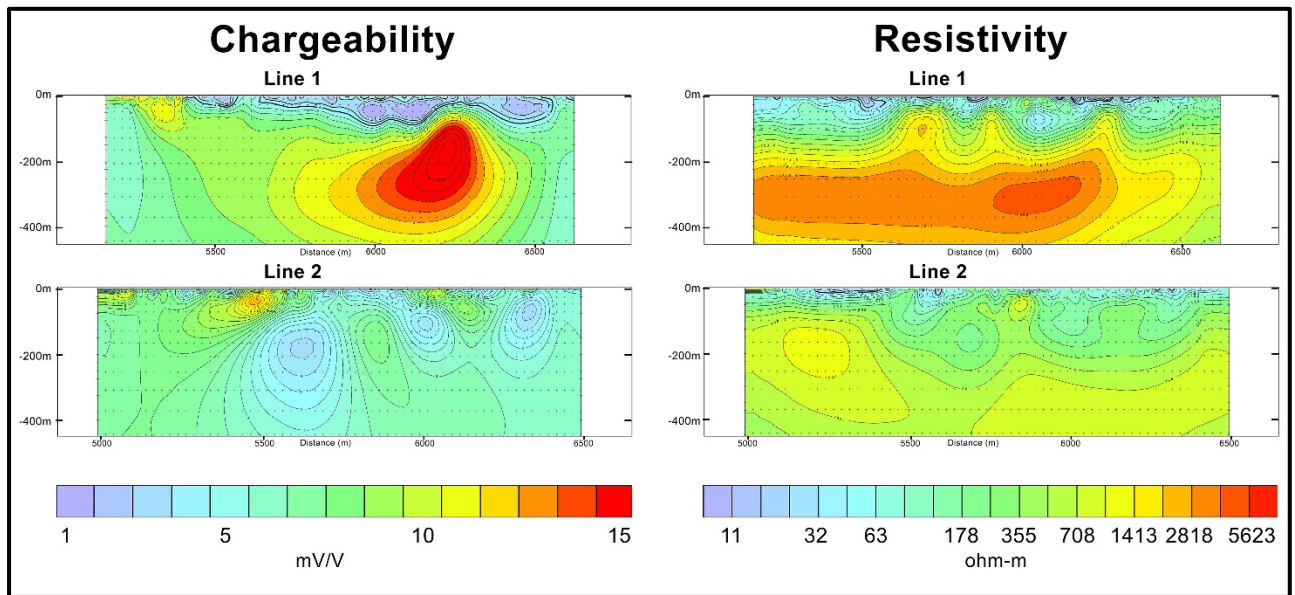 Chargeability
Line 1
0m
-200m
-400m
5500
Distance (m)
6000
6500
Line 2
0m
-200m
-400m
5000
5500
Distance (m)
6000
6500
1 5 10 15
mV/V
Resistivity
Line 1
0m
-200m
-400m
5500
Distance (m)
6000
6500
Line 2
0m
-200m
-400m
5000
5500
Distance (m)
6000
6500
11 32 63 178 355 708 1413 2818 5623
ohm-m